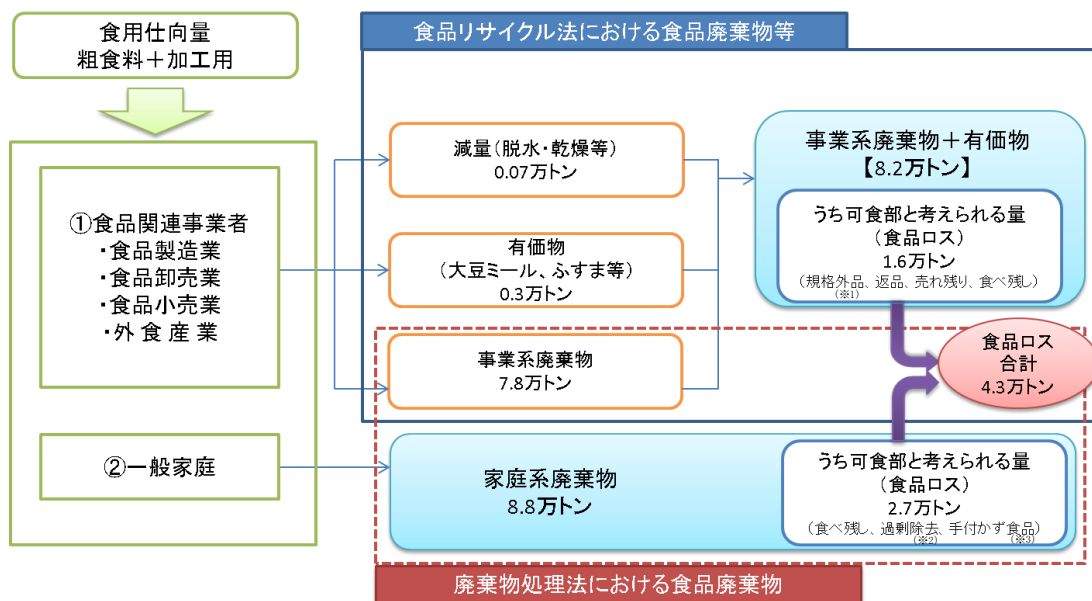 食用仕向量
粗食料＋加工用
食品リサイクル法における食品廃棄物等
①食品関連事業者
・食品製造業
・食品卸売業
・食品小売業
・外 食 産 業
②一般家庭
減量（脱水・乾燥等）
0.07万トン
有価物
（大豆ミール、ふすま等）
0.3万トン
事業系廃棄物
7.8万トン
事業系廃棄物＋有価物
【8.2万トン】
うち可食部と考えられる量
（食品ロス）
1.6万トン
（規格外品、返品、売れ残り、食べ残し）
（※1）
食品ロス
合計
4.3万トン
家庭系廃棄物
8.8万トン
うち可食部と考えられる量
（食品ロス）
2.7万トン
（食べ残し、過剰除去、手付かず食品）
（※2） （※3）
廃棄物処理法における食品廃棄物